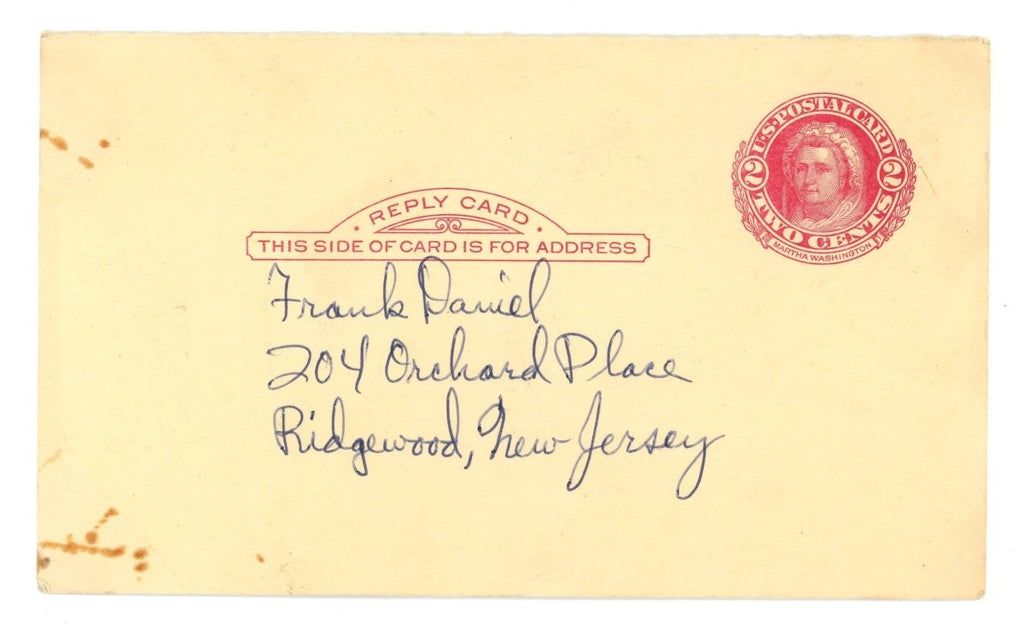 U.S. POSTAL CARD
2 2
TWO CENTS
MARTHA WASHINGTON
REPLY CARD
THIS SIDE OF CARD IS FOR ADDRESS
Frank Daniel
204 Orchard Place
Ridgewood, New Jersey